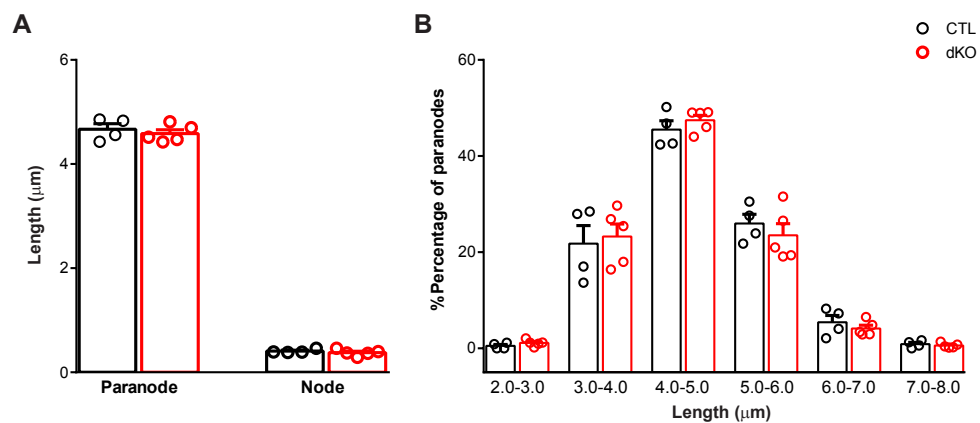 A
Length (μm)
6
4
2
0
Paranode
Node
B
CTL
dKO
%Percentage of paranodes
60
40
20
0
2.0-3.0
3.0-4.0
4.0-5.0
5.0-6.0
6.0-7.0
7.0-8.0
Length (μm)